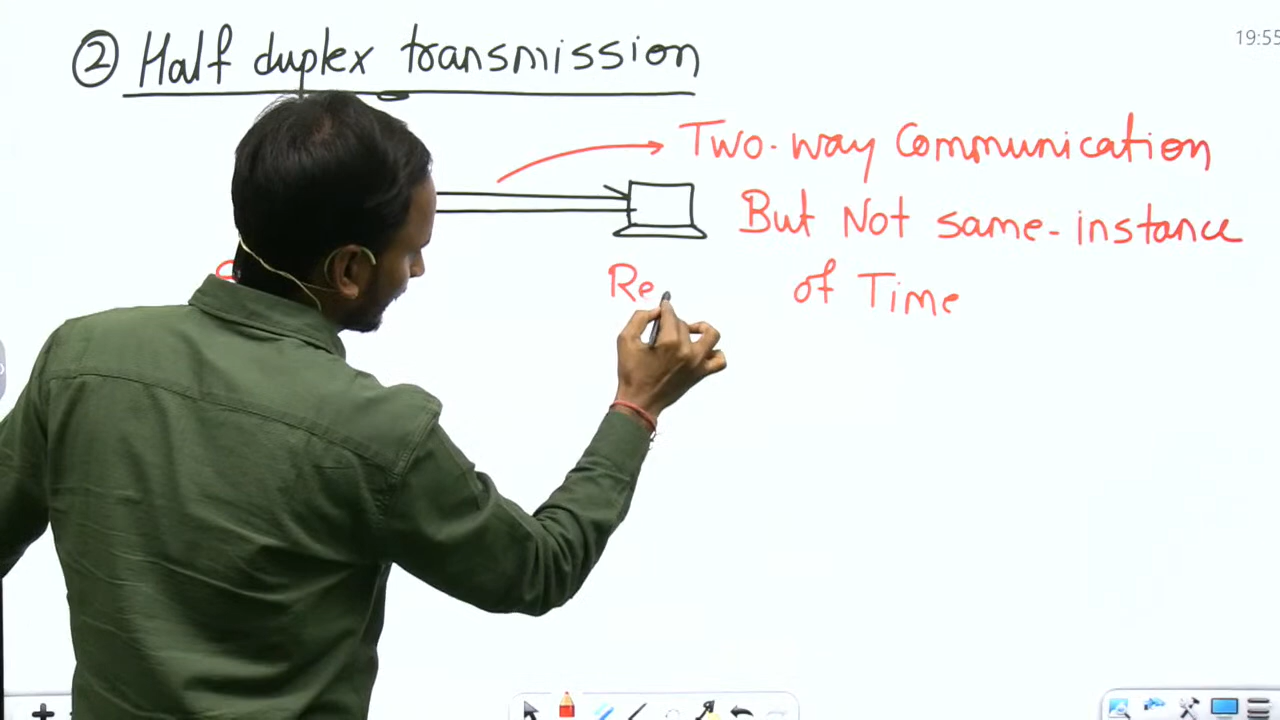 ② Half duplex transmission
19:55
Two-way Communication
But Not same-instance
of Time
Re